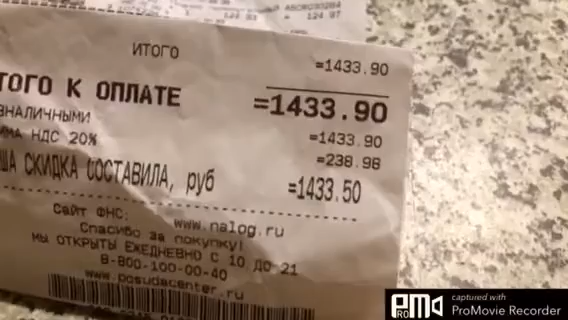 ИТОГО =1433.90
ТОГО К ОПЛАТЕ =1433.90
ЗНАЛИЧНЫМИ =1433.90
ММА НДС 20% =238.98
ША СКИДКА СОСТАВИЛА, руб =1433.50
Сайт ФНС: www.nalog.ru
Спасибо за покупку!
МЫ ОТКРЫТЫ ЕЖЕДНЕВНО С 10 ДО 21
8-800-100-00-40
www.posudacenter.ru
PRO
captured with
ProMovie Recorder